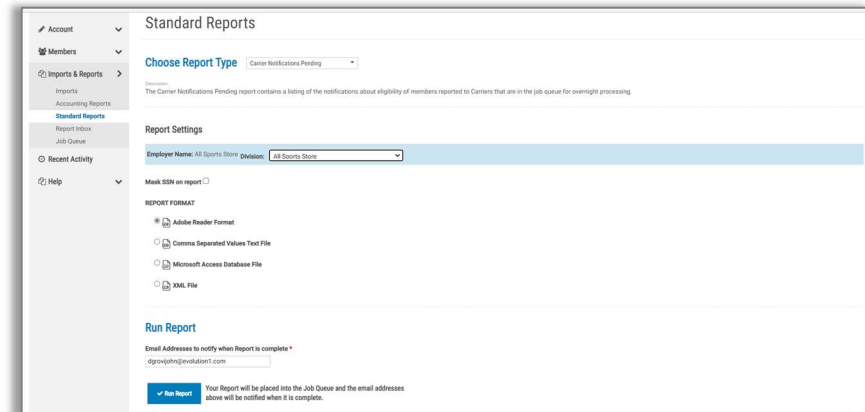 Account
Members
Imports & Reports
Imports
Accounting Reports
Standard Reports
Report Inbox
Job Queue
Recent Activity
Help
Standard Reports
Choose Report Type Carrier Notifications Pending
Description
The Carrier Notifications Pending report contains a listing of the notifications about eligibility of members reported to Carriers that are in the job queue for overnight processing.
Report Settings
Employer Name: All Sports Store Division: All Sports Store
Mask SSN on report
REPORT FORMAT
Adobe Reader Format
Comma Separated Values Text File
Microsoft Access Database File
XML File
Run Report
Email Addresses to notify when Report is complete *
dgrovijohn@evolution1.com
Run Report
Your Report will be placed into the Job Queue and the email addresses
above will be notified when it is complete.